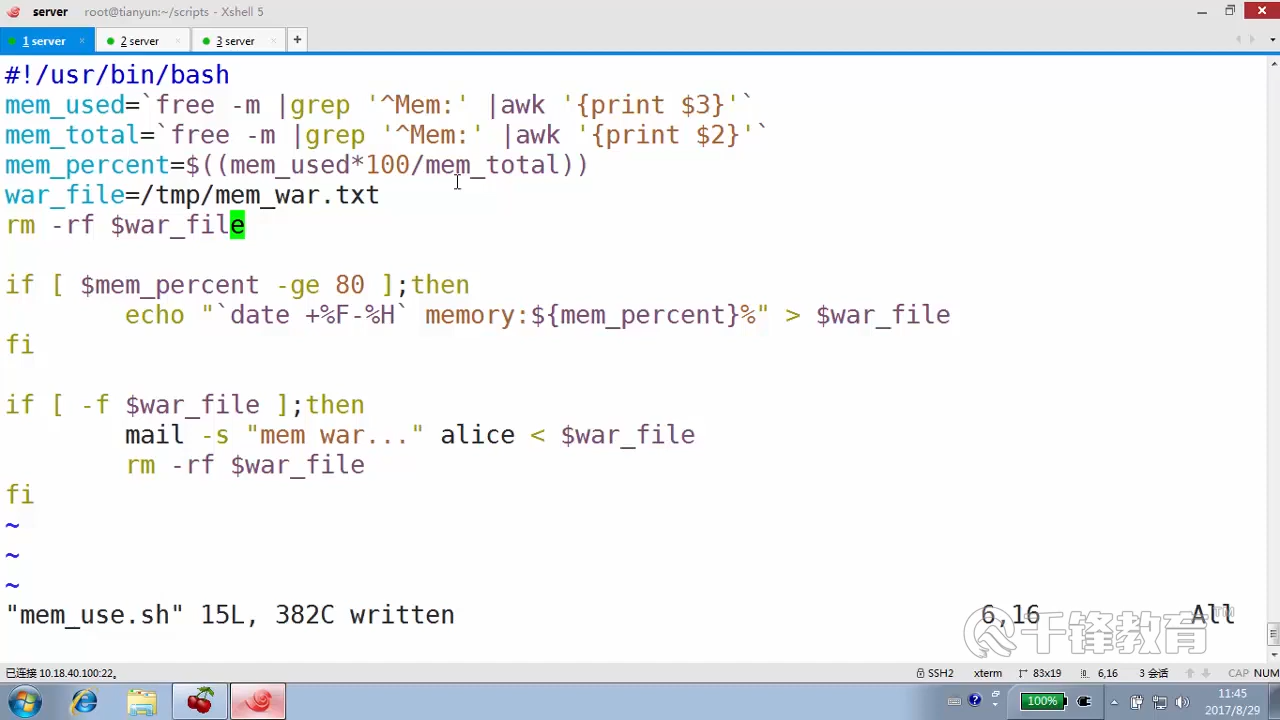 server root@tianyun:~/scripts - Xshell 5
1 server × 2 server × 3 server × +
#!/usr/bin/bash
mem_used=`free -m |grep '^Mem:' |awk '{print $3}'`
mem_total=`free -m |grep '^Mem:' |awk '{print $2}'`
mem_percent=$((mem_used*100/mem_total))
war_file=/tmp/mem_war.txt
rm -rf $war_file
if [ $mem_percent -ge 80 ];then
        echo "`date +%F-%H` memory:${mem_percent}%" > $war_file
fi
if [ -f $war_file ];then
        mail -s "mem war..." alice < $war_file
        rm -rf $war_file
fi
~
~
~
"mem_use.sh" 15L, 382C written 6,16 All
千锋教育 TM
已连接 10.18.40.100:22。 SSH2 xterm 83x19 6,16 3 会话 CAP NUM
100% 11:45
2017/8/29